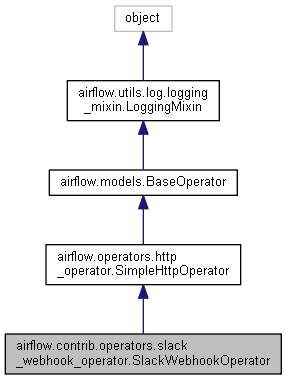 object
airflow.utils.log.logging
_mixin.LoggingMixin
airflow.models.BaseOperator
airflow.operators.http
_operator.SimpleHttpOperator
airflow.contrib.operators.slack
_webhook_operator.SlackWebhookOperator